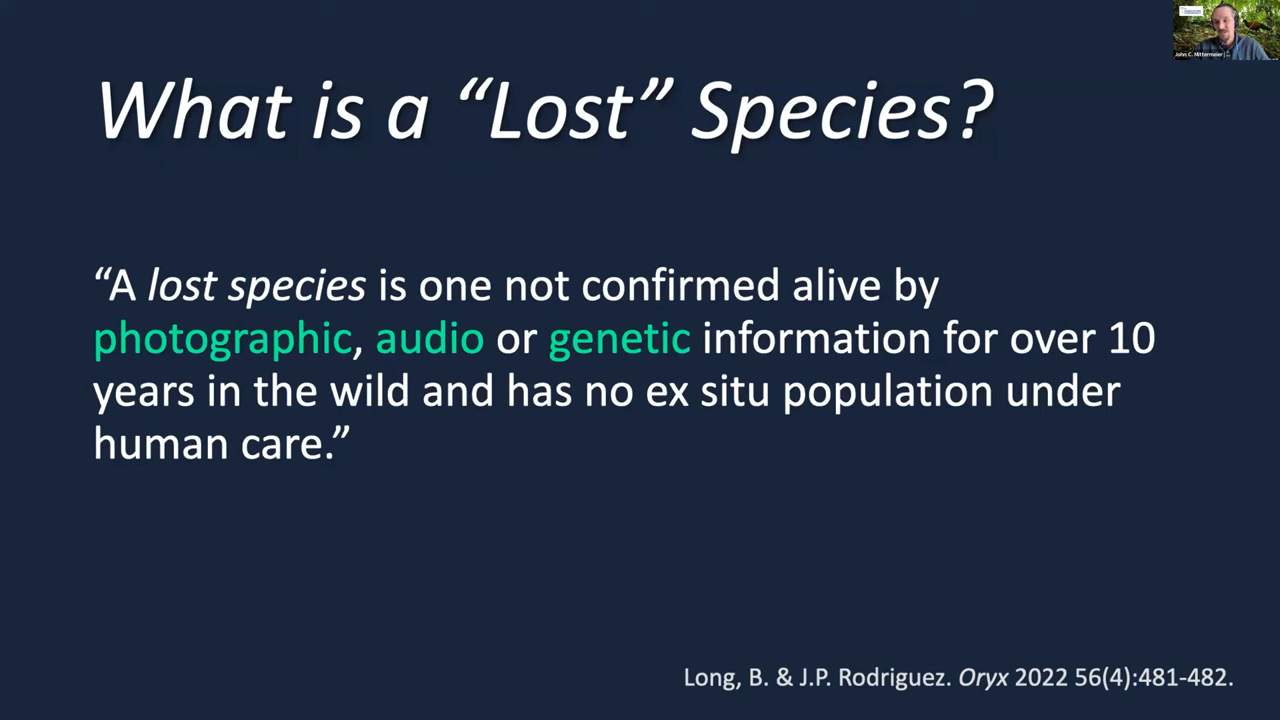 John C. Mittermeier
What is a “Lost” Species?
“A lost species is one not confirmed alive by
photographic, audio or genetic information for over 10
years in the wild and has no ex situ population under
human care.”
Long, B. & J.P. Rodriguez. Oryx 2022 56(4):481-482.